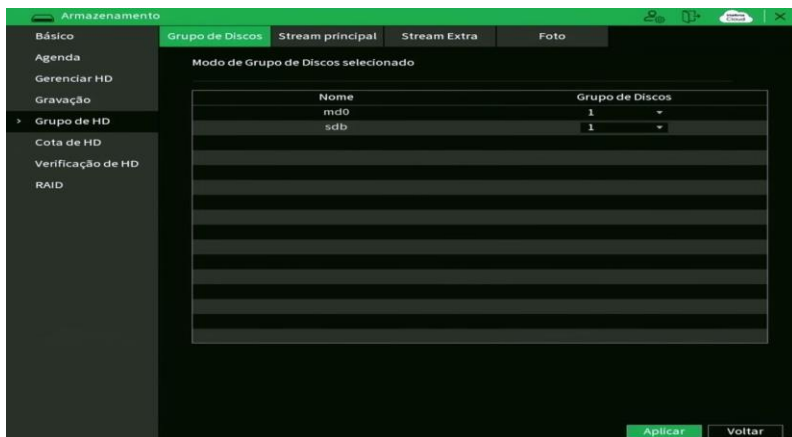 Armazenamento
Básico
Agenda
Gerenciar HD
Gravação
> Grupo de HD
Cota de HD
Verificação de HD
RAID
Grupo de Discos Stream principal Stream Extra Foto
Modo de Grupo de Discos selecionado
Nome Grupo de Discos
md0 1
sdb 1
Aplicar Voltar